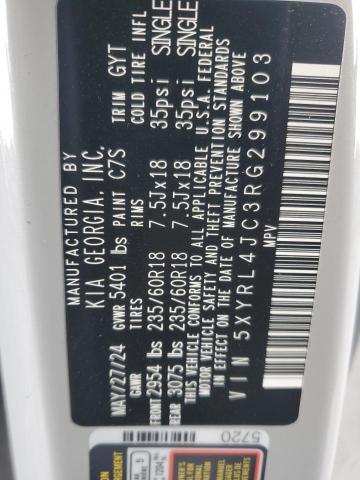 MANUFACTURED BY
KIA GEORGIA, INC.
MAY/27/24 GVWR 5401 lbs PAINT C7S TRIM GYT
GAWR TIRES RIMS COLD TIRE INFL
FRONT 2954 lbs 235/60R18 7.5Jx18 35psi SINGLE
REAR 3075 lbs 235/60R18 7.5Jx18 35psi SINGLE
THIS VEHICLE CONFORMS TO ALL APPLICABLE U.S.A. FEDERAL
MOTOR VEHICLE SAFETY AND THEFT PREVENTION STANDARDS
IN EFFECT ON THE DATE OF MANUFACTURE SHOWN ABOVE
VIN 5XYRL4JC3RG299103
MPV
5720